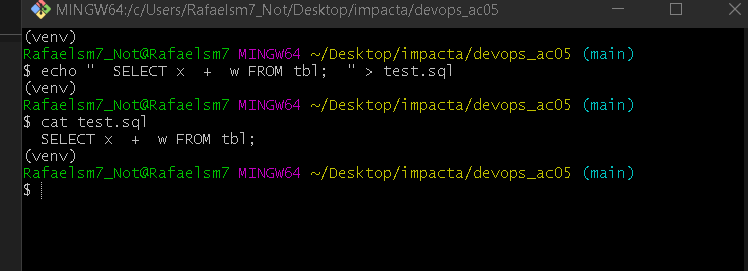 MINGW64:/c/Users/Rafaelsm7_Not/Desktop/impacta/devops_ac05
(venv)
Rafaelsm7_Not@Rafaelsm7 MINGW64 ~/Desktop/impacta/devops_ac05 (main)
$ echo "  SELECT x  +  w FROM tbl;  " > test.sql
(venv)
Rafaelsm7_Not@Rafaelsm7 MINGW64 ~/Desktop/impacta/devops_ac05 (main)
$ cat test.sql
  SELECT x  +  w FROM tbl;
(venv)
Rafaelsm7_Not@Rafaelsm7 MINGW64 ~/Desktop/impacta/devops_ac05 (main)
$